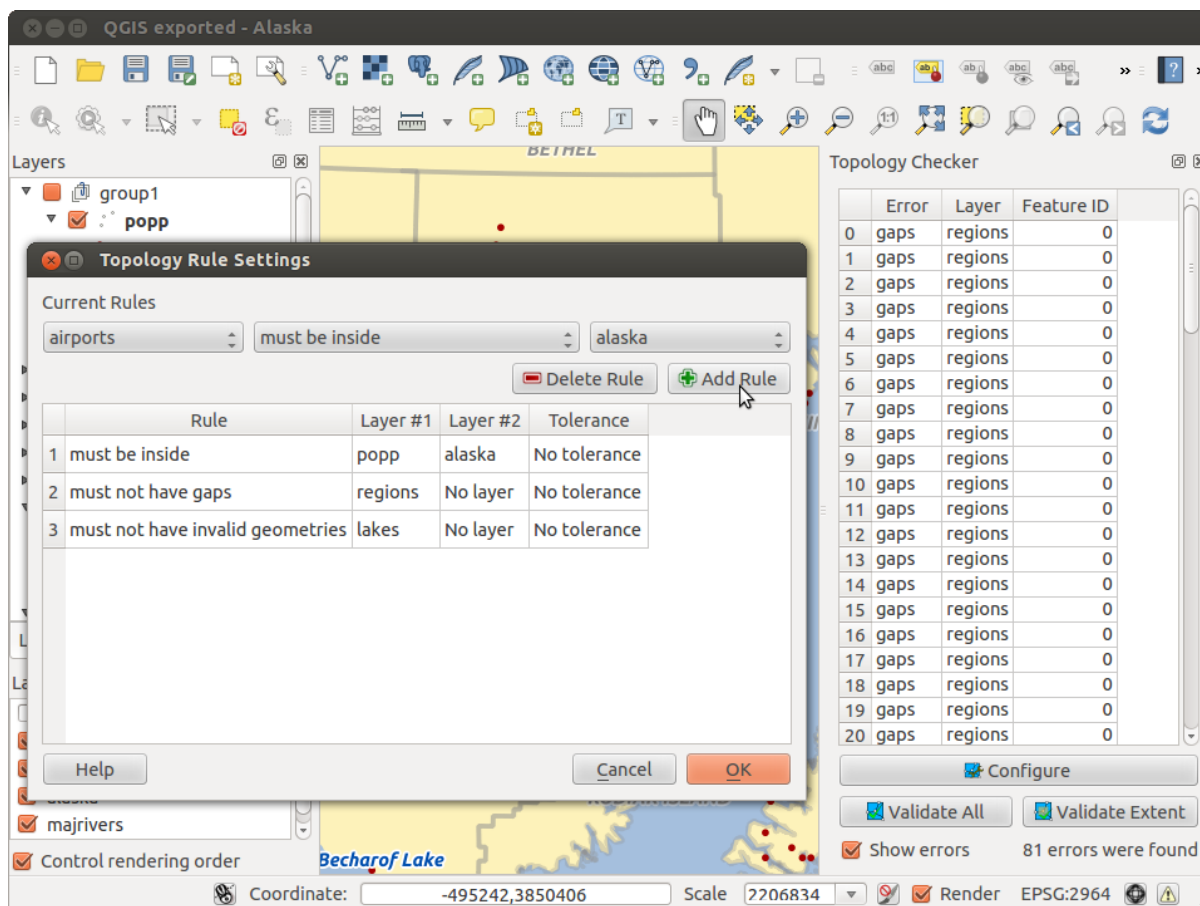 QGIS exported - Alaska
abc ab abc abc abc » ?
1:1 T
Layers
group1
popp
BETHEL
Topology Checker
Error Layer Feature ID
0 gaps regions 0
1 gaps regions 0
2 gaps regions 0
3 gaps regions 0
4 gaps regions 0
5 gaps regions 0
6 gaps regions 0
7 gaps regions 0
8 gaps regions 0
9 gaps regions 0
10 gaps regions 0
11 gaps regions 0
12 gaps regions 0
13 gaps regions 0
14 gaps regions 0
15 gaps regions 0
16 gaps regions 0
17 gaps regions 0
18 gaps regions 0
19 gaps regions 0
20 gaps regions 0
Configure
Validate All Validate Extent
Show errors 81 errors were found
Topology Rule Settings
Current Rules
airports must be inside alaska
Delete Rule Add Rule
Rule Layer #1 Layer #2 Tolerance
1 must be inside popp alaska No tolerance
2 must not have gaps regions No layer No tolerance
3 must not have invalid geometries lakes No layer No tolerance
Help Cancel OK
majrivers
Control rendering order
Becharof Lake
Coordinate: -495242,3850406 Scale 2206834 Render EPSG:2964